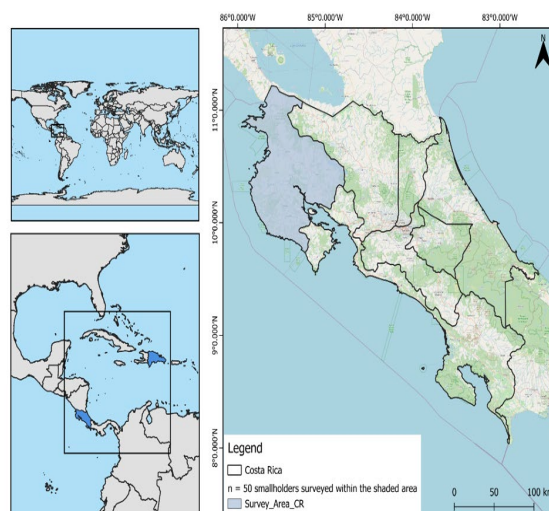 86°0.000'W 85°0.000'W 84°0.000'W 83°0.000'W
N
11°0.000'N
10°0.000'N
9°0.000'N
8°0.000'N
Legend
Costa Rica
n = 50 smallholders surveyed within the shaded area
Survey_Area_CR
0 50 100 km